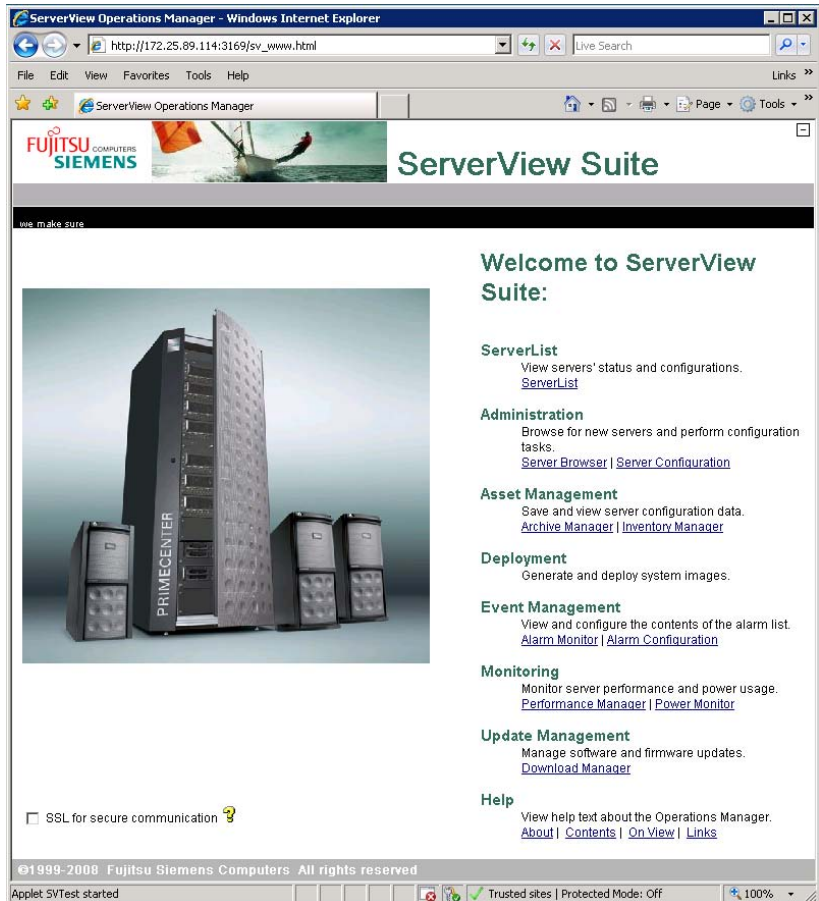 ServerView Operations Manager - Windows Internet Explorer
http://172.25.89.114:3169/sv_www.html
Live Search
File Edit View Favorites Tools Help
Links »
ServerView Operations Manager
Page
Tools
»
FUJITSU COMPUTERS
SIEMENS
ServerView Suite
we make sure
Welcome to ServerView
Suite:
ServerList
View servers' status and configurations.
ServerList
Administration
Browse for new servers and perform configuration
tasks.
Server Browser | Server Configuration
Asset Management
Save and view server configuration data.
Archive Manager | Inventory Manager
Deployment
Generate and deploy system images.
Event Management
View and configure the contents of the alarm list.
Alarm Monitor | Alarm Configuration
Monitoring
Monitor server performance and power usage.
Performance Manager | Power Monitor
Update Management
Manage software and firmware updates.
Download Manager
Help
View help text about the Operations Manager.
About | Contents | On View | Links
PRIMECENTER
SSL for secure communication
©1999-2008 Fujitsu Siemens Computers All rights reserved
Applet SVTest started
Trusted sites | Protected Mode: Off
100%